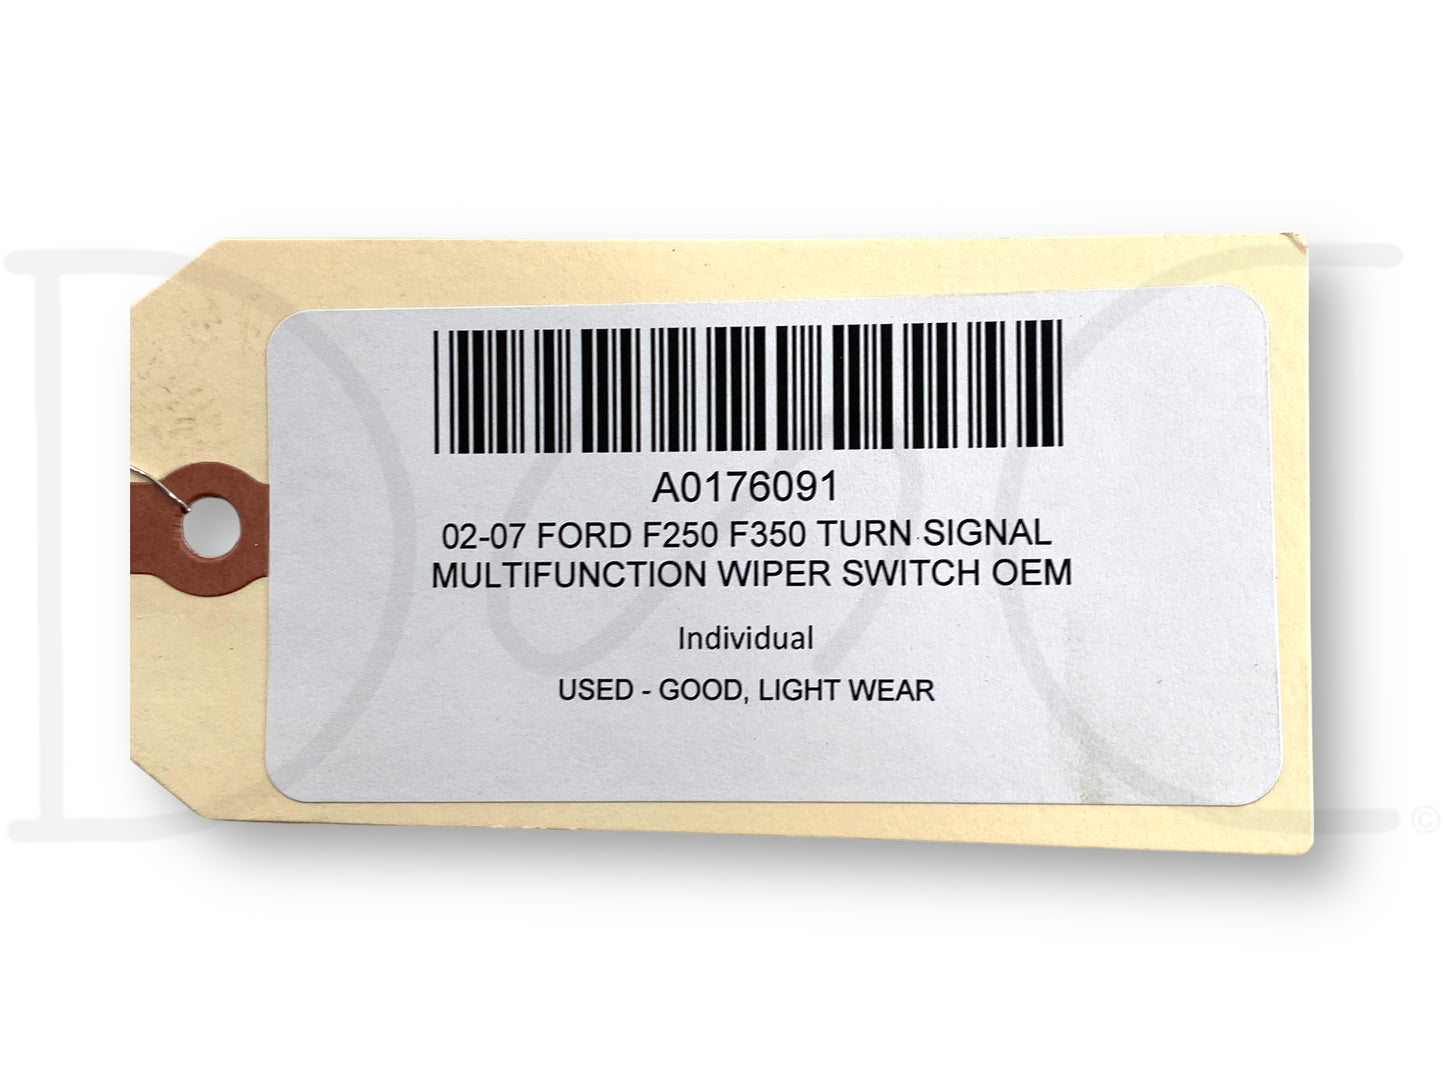 A0176091
02-07 FORD F250 F350 TURN SIGNAL
MULTIFUNCTION WIPER SWITCH OEM
Individual
USED - GOOD, LIGHT WEAR